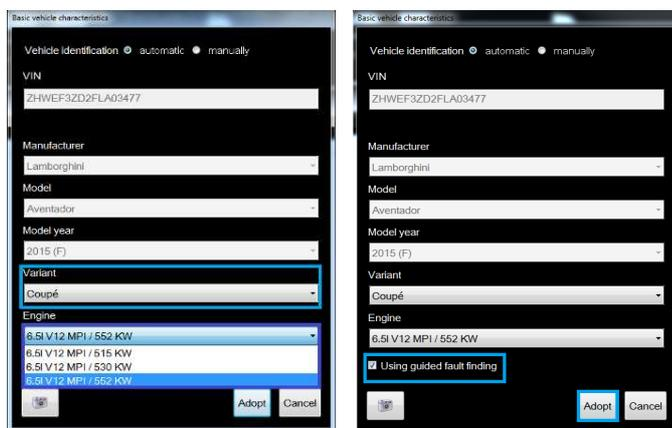 Basic vehicle characteristics
Vehicle identification automatic manually
VIN
ZHWEF3ZD2FLA03477
Manufacturer
Lamborghini
Model
Aventador
Model year
2015 (F)
Variant
Coupé
Engine
6.5l V12 MPI / 552 KW
6.5l V12 MPI / 515 KW
6.5l V12 MPI / 530 KW
6.5l V12 MPI / 552 KW
Adopt Cancel
Basic vehicle characteristics
Vehicle identification automatic manually
VIN
ZHWEF3ZD2FLA03477
Manufacturer
Lamborghini
Model
Aventador
Model year
2015 (F)
Variant
Coupé
Engine
6.5l V12 MPI / 552 KW
Using guided fault finding
Adopt Cancel